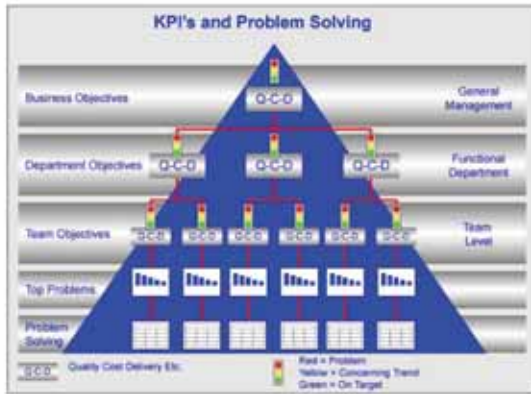 KPI's and Problem Solving
Business Objectives
Q-C-D
General
Management
Department Objectives
Q-C-D
Q-C-D
Q-C-D
Functional
Department
Team Objectives
Q-C-D
Q-C-D
Q-C-D
Q-C-D
Q-C-D
Q-C-D
Team
Level
Top Problems
Problem
Solving
Q-C-D
Quality Cost Delivery Etc.
Red = Problem
Yellow = Concerning Trend
Green = On Target